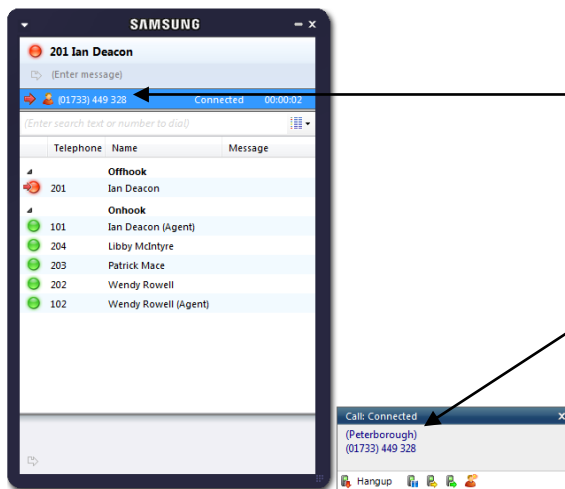 SAMSUNG
201 Ian Deacon
(Enter message)
(01733) 449 328 Connected 00:00:02
(Enter search text or number to dial)
Telephone Name Message
Offhook
201 Ian Deacon
Onhook
101 Ian Deacon (Agent)
204 Libby McIntyre
203 Patrick Mace
202 Wendy Rowell
102 Wendy Rowell (Agent)
Call: Connected
(Peterborough)
(01733) 449 328
Hangup